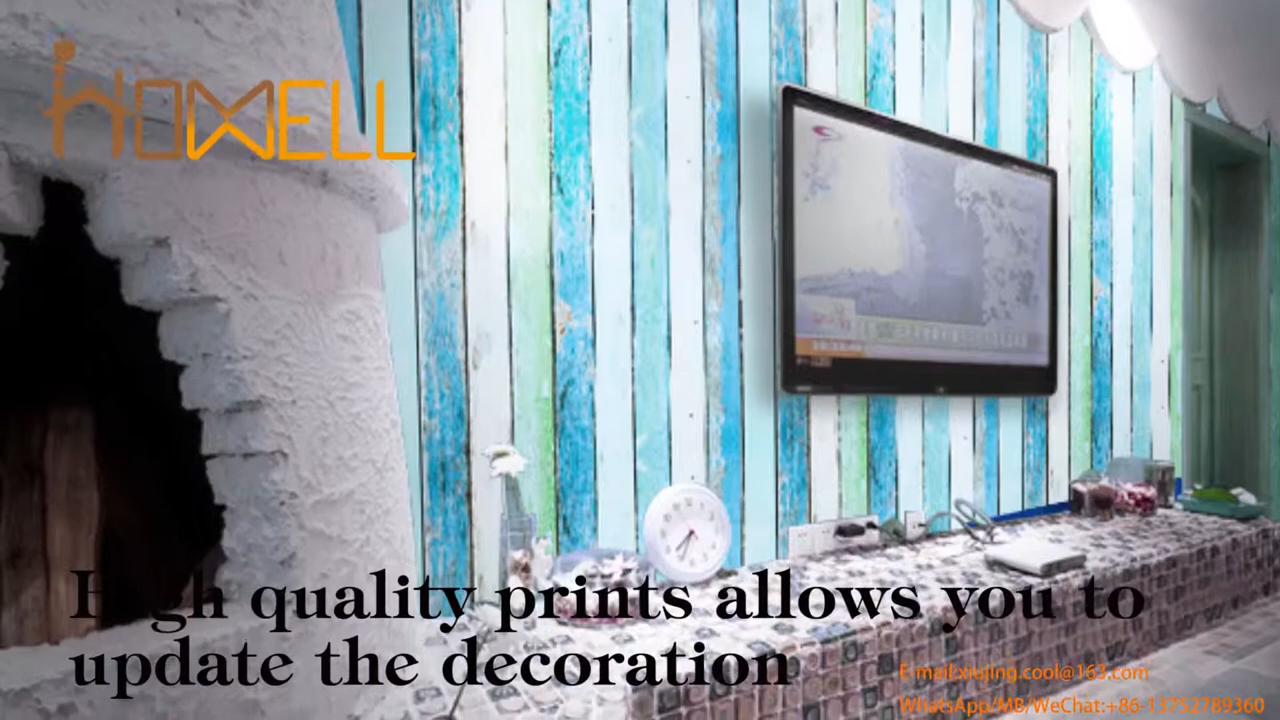 HOWELL
High quality prints allows you to
update the decoration
E-mail:xiujing.cool@163.com
WhatsApp/MB/WeChat:+86-13752789360